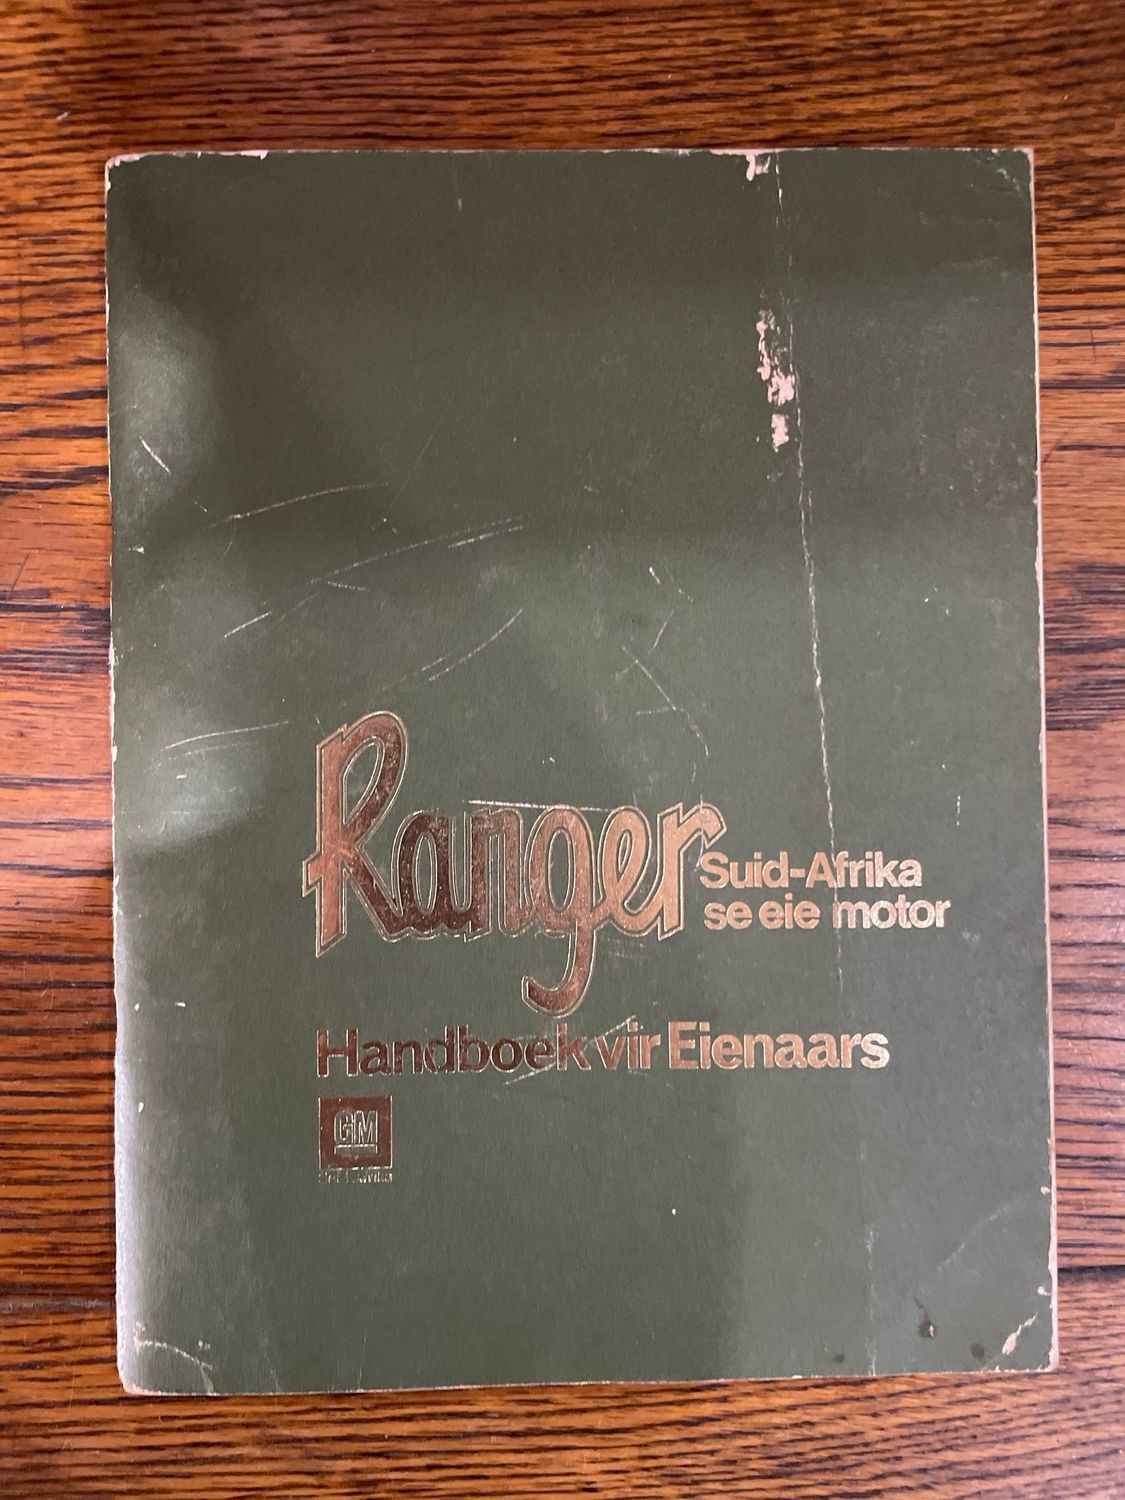 Ranger
Suid-Afrika
se eie motor
Handboek vir Eienaars
GM